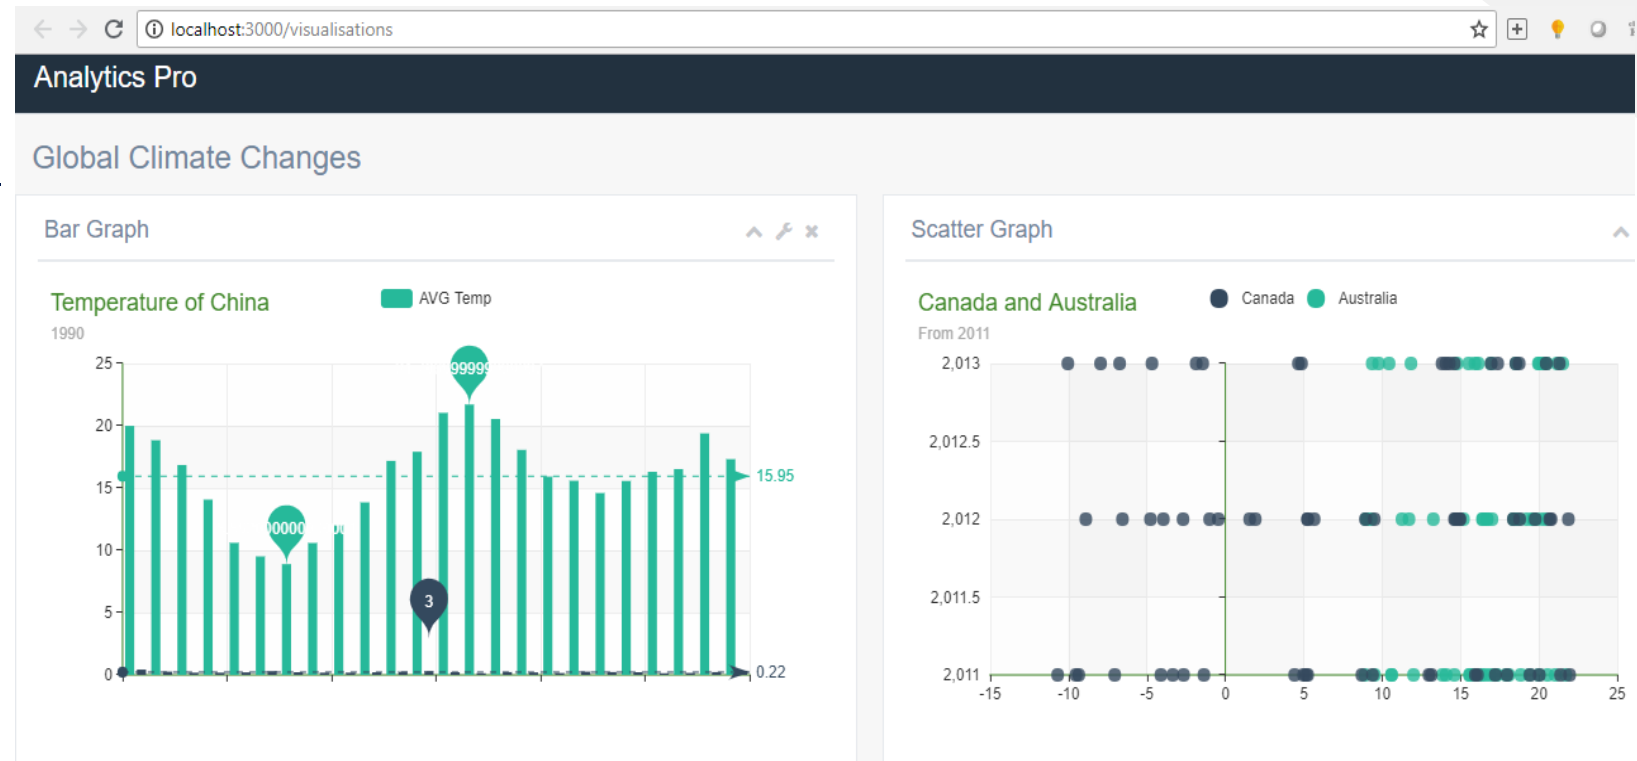 localhost:3000/visualisations
Analytics Pro
Global Climate Changes
Bar Graph
Temperature of China
AVG Temp
1990
25
20
15
10
5
0
99999
0000
3
15.95
0.22
Scatter Graph
Canada and Australia
Canada
Australia
From 2011
2,013
2,012.5
2,012
2,011.5
2,011
-15
-10
-5
0
5
10
15
20
25